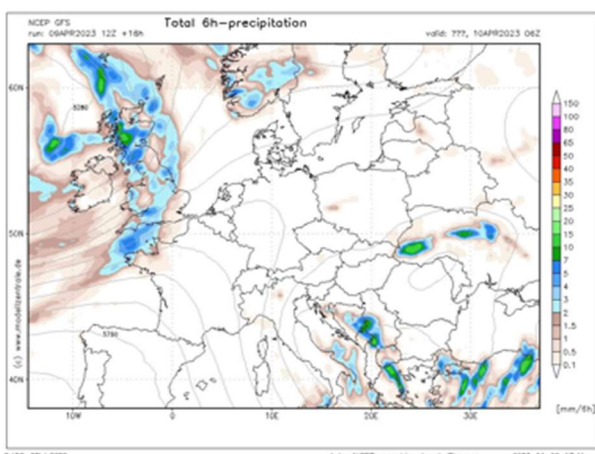 NCEP GFS
Total 6h-precipitation
run: 09APR2023 12Z +16h
valid: ???, 10APR2023 06Z
60N
50N
40N
10W
0
10E
20E
30E
5280
5760
(c) www.modellzentrale.de
150
100
80
65
50
40
35
30
25
20
15
10
7
5
4
3
2
1.5
1
0.5
0.1
[mm/6h]